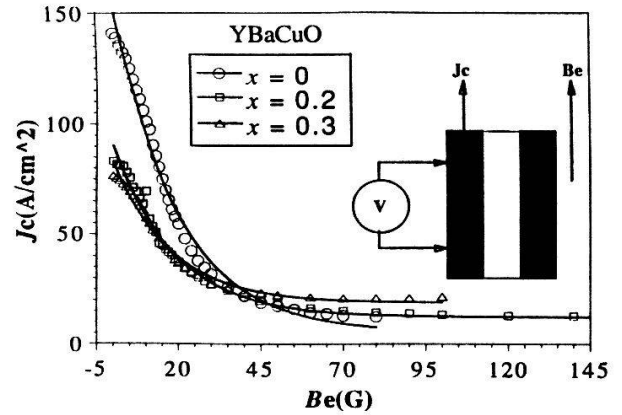 150
YBaCuO
x = 0
x = 0.2
x = 0.3
100
50
0
Jc(A/cm^2)
Jc
Be
V
-5
20
45
70
95
120
145
Be(G)